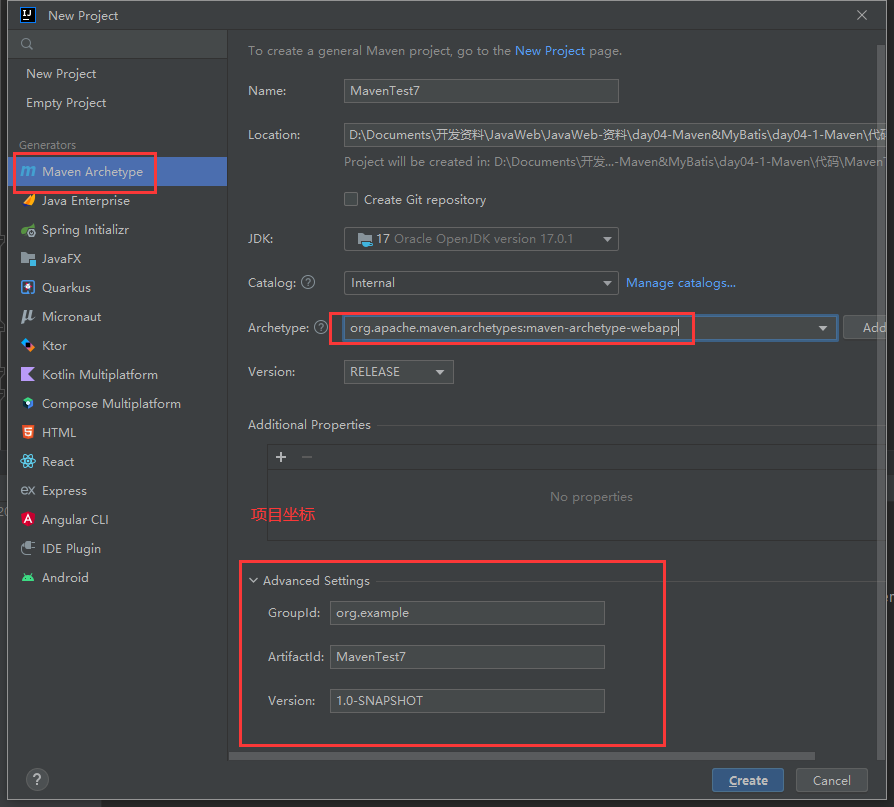 New Project
To create a general Maven project, go to the New Project page.
New Project
Empty Project
Generators
Maven Archetype
Java Enterprise
Spring Initializr
JavaFX
Quarkus
Micronaut
Ktor
Kotlin Multiplatform
Compose Multiplatform
HTML
React
Express
Angular CLI
IDE Plugin
Android
Name:
MavenTest7
Location:
D:\Documents\开发资料\JavaWeb\JavaWeb-资料\day04-Maven&MyBatis\day04-1-Maven\代码
Project will be created in: D:\Documents\开发...-Maven&MyBatis\day04-1-Maven\代码\MavenT
Create Git repository
JDK:
17 Oracle OpenJDK version 17.0.1
Catalog:
Internal
Manage catalogs...
Archetype:
org.apache.maven.archetypes:maven-archetype-webapp
Add
Version:
RELEASE
Additional Properties
No properties
项目坐标
Advanced Settings
GroupId:
org.example
ArtifactId:
MavenTest7
Version:
1.0-SNAPSHOT
Create
Cancel